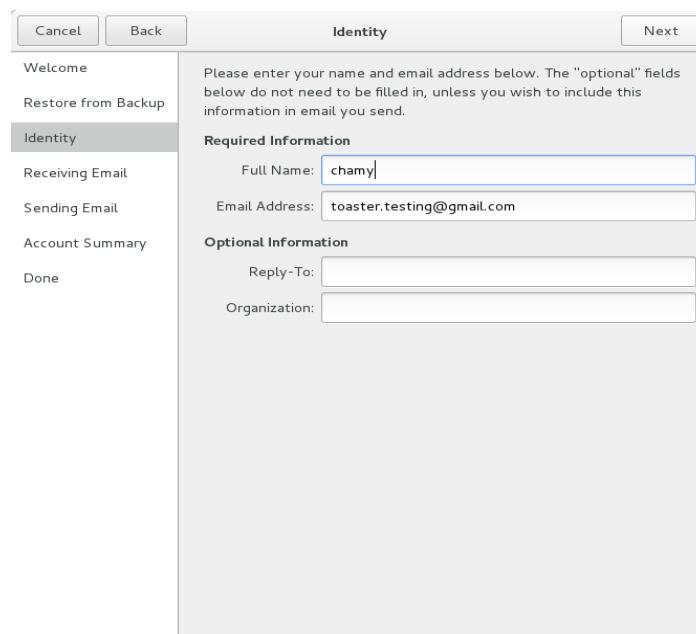 Cancel Back Identity Next
Welcome
Restore from Backup
Identity
Receiving Email
Sending Email
Account Summary
Done
Please enter your name and email address below. The "optional" fields
below do not need to be filled in, unless you wish to include this
information in email you send.
Required Information
Full Name: chamy
Email Address: toaster.testing@gmail.com
Optional Information
Reply-To:
Organization: